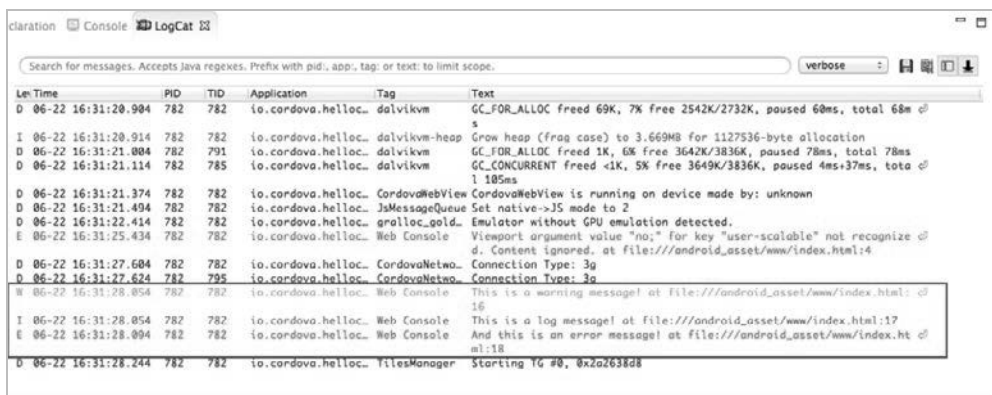 claration Console LogCat
Search for messages. Accepts Java regexes. Prefix with pid:, app:, tag: or text: to limit scope. verbose
Le Time PID TID Application Tag Text
D 06-22 16:31:20.904 782 782 io.cordova.helloc… dalvikvm GC_FOR_ALLOC freed 69K, 7% free 2542K/2732K, paused 60ms, total 68m
s
I 06-22 16:31:20.914 782 782 io.cordova.helloc… dalvikvm-heap Grow heap (frag case) to 3.669MB for 1127536-byte allocation
D 06-22 16:31:21.004 782 791 io.cordova.helloc… dalvikvm GC_FOR_ALLOC freed 1K, 6% free 3642K/3836K, paused 78ms, total 78ms
D 06-22 16:31:21.114 782 785 io.cordova.helloc… dalvikvm GC_CONCURRENT freed <1K, 5% free 3649K/3836K, paused 4ms+37ms, tota
l 105ms
D 06-22 16:31:21.374 782 782 io.cordova.helloc… CordovaWebView CordovaWebView is running on device made by: unknown
D 06-22 16:31:21.494 782 782 io.cordova.helloc… JsMessageQueue Set native->JS mode to 2
D 06-22 16:31:22.414 782 782 io.cordova.helloc… gralloc_gold… Emulator without GPU emulation detected.
E 06-22 16:31:25.434 782 782 io.cordova.helloc… Web Console Viewport argument value "no;" for key "user-scalable" not recognize
d. Content ignored. at file:///android_asset/www/index.html:4
D 06-22 16:31:27.604 782 782 io.cordova.helloc… CordovaNetwo… Connection Type: 3g
D 06-22 16:31:27.624 782 795 io.cordova.helloc… CordovaNetwo… Connection Type: 3g
W 06-22 16:31:28.054 782 782 io.cordova.helloc… Web Console This is a warning message! at file:///android_asset/www/index.html:
16
I 06-22 16:31:28.054 782 782 io.cordova.helloc… Web Console This is a log message! at file:///android_asset/www/index.html:17
E 06-22 16:31:28.094 782 782 io.cordova.helloc… Web Console And this is an error message! at file:///android_asset/www/index.ht
ml:18
D 06-22 16:31:28.244 782 782 io.cordova.helloc… TilesManager Starting TG #0, 0x2a2638d8